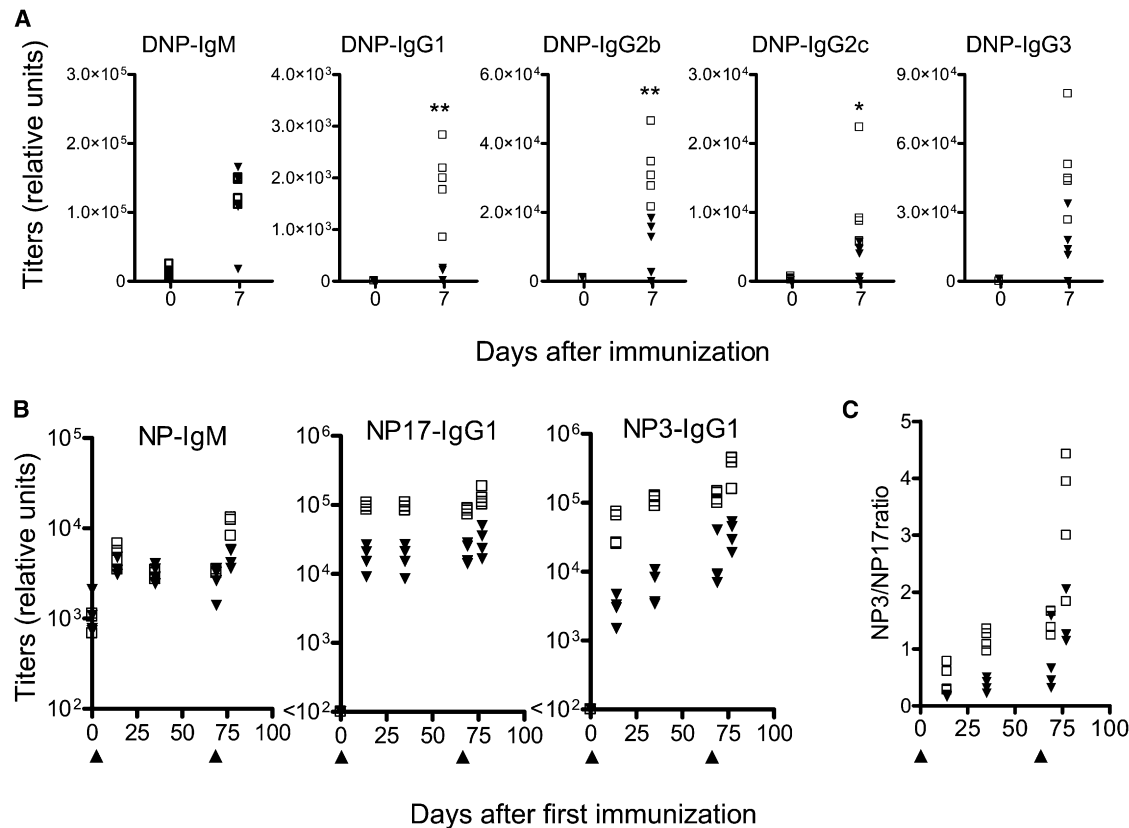 A
DNP-IgM DNP-IgG1 DNP-IgG2b DNP-IgG2c DNP-IgG3
Titers (relative units)
3.0×10⁵ 2.0×10⁵ 1.0×10⁵ 0
0 7
4.0×10³ 3.0×10³ 2.0×10³ 1.0×10³ 0
**
0 7
6.0×10⁴ 4.0×10⁴ 2.0×10⁴ 0
**
0 7
3.0×10⁴ 2.0×10⁴ 1.0×10⁴ 0
*
0 7
9.0×10⁴ 6.0×10⁴ 3.0×10⁴ 0
0 7
Days after immunization
B
NP-IgM NP17-IgG1 NP3-IgG1
Titers (relative units)
10⁵ 10⁴ 10³ 10²
0 25 50 75 100
10⁶ 10⁵ 10⁴ 10³ <10²
0 25 50 75 100
10⁶ 10⁵ 10⁴ 10³ <10²
0 25 50 75 100
C
NP3/NP17ratio
5 4 3 2 1 0
0 25 50 75 100
Days after first immunization